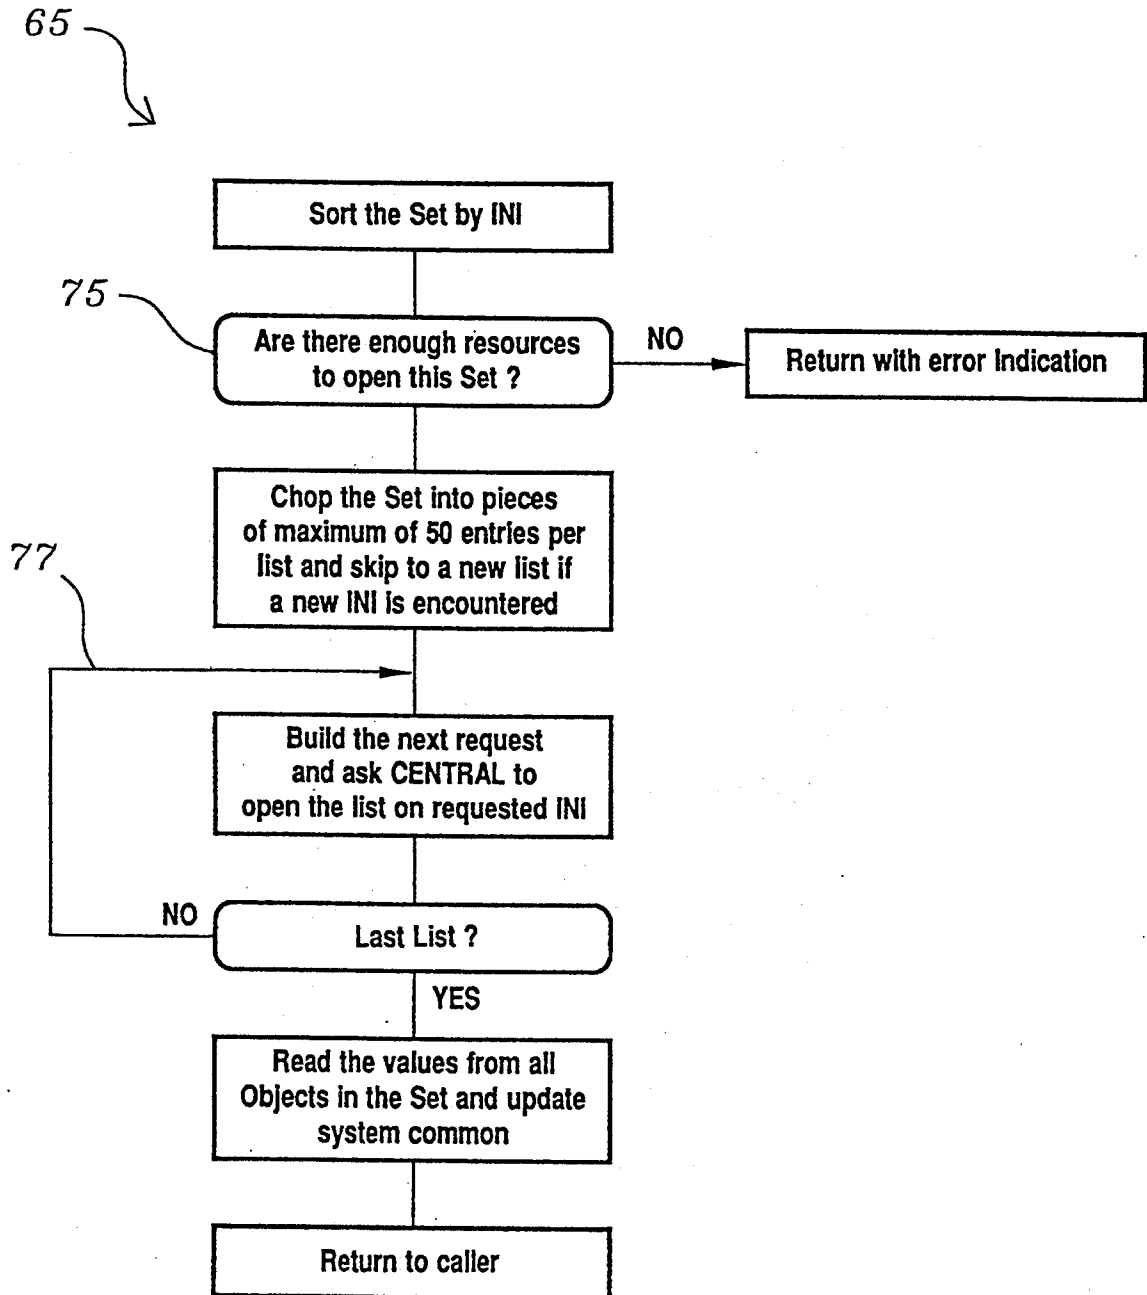 65
Sort the Set by INI
75
Are there enough resources
to open this Set ?
NO
Return with error Indication
Chop the Set into pieces
of maximum of 50 entries per
list and skip to a new list if
a new INI is encountered
77
Build the next request
and ask CENTRAL to
open the list on requested INI
NO
Last List ?
YES
Read the values from all
Objects in the Set and update
system common
Return to caller